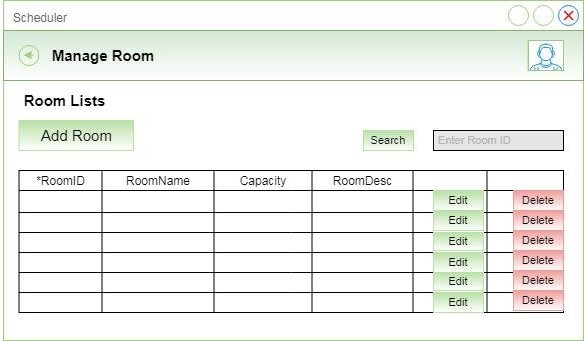 Scheduler
Manage Room
Room Lists
Add Room
Search
Enter Room ID
*RoomID RoomName Capacity RoomDesc
Edit Delete
Edit Delete
Edit Delete
Edit Delete
Edit Delete
Edit Delete